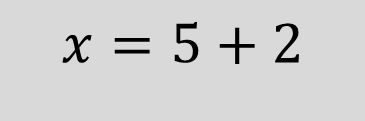 x = 5 + 2